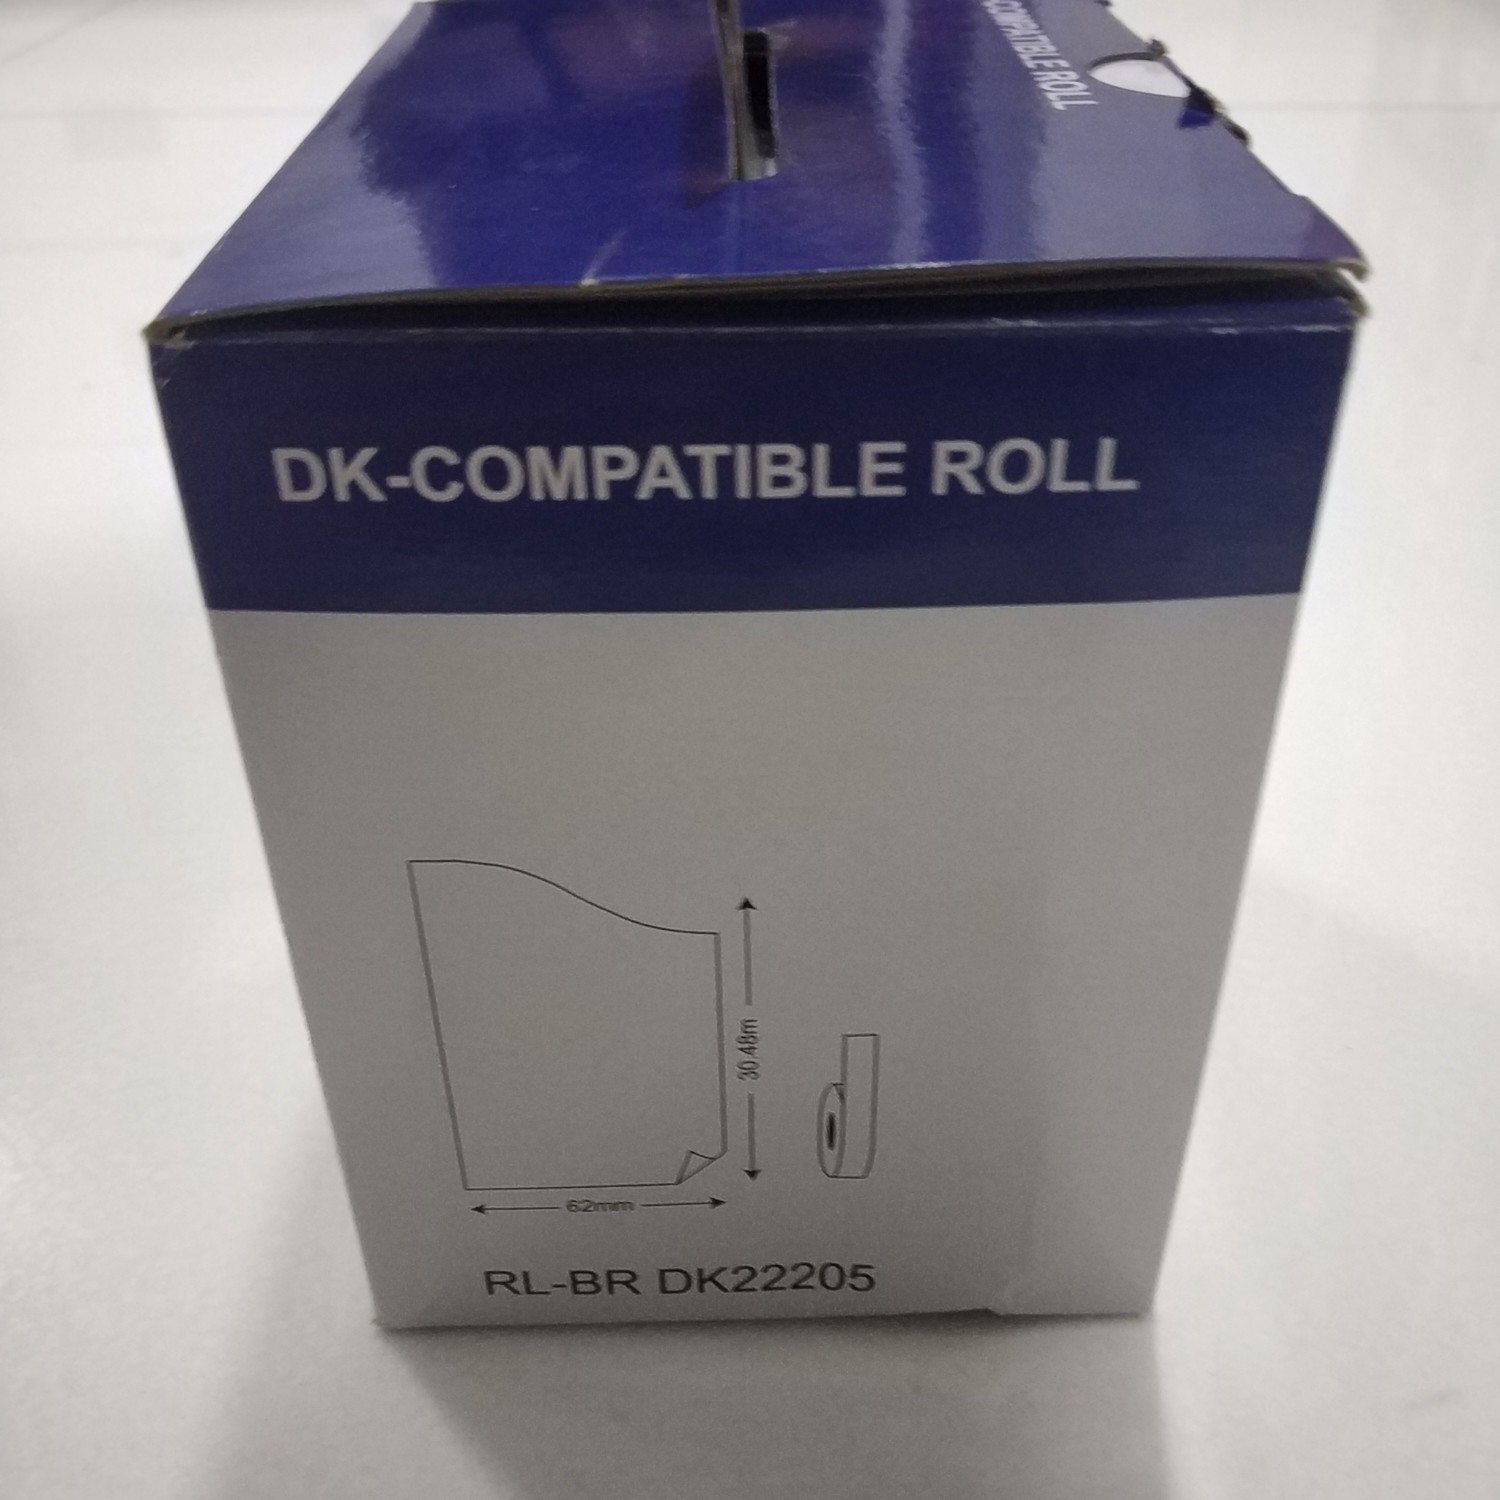 COMPATIBLE ROLL
DK-COMPATIBLE ROLL
30.48m
62mm
RL-BR DK22205